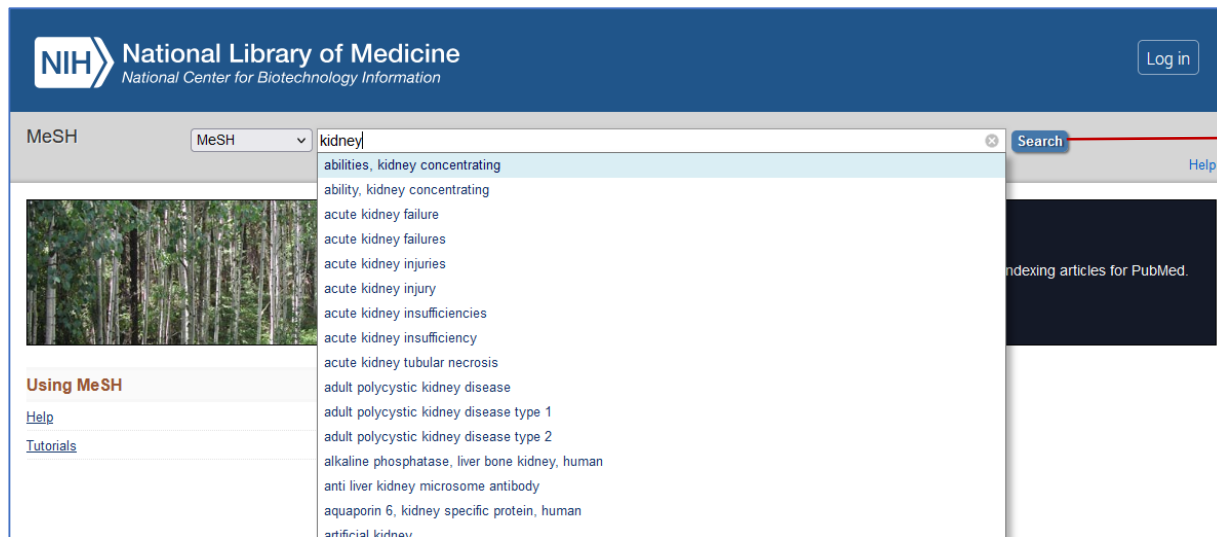 NIH National Library of Medicine
National Center for Biotechnology Information
Log in
MeSH MeSH kidney Search
Help
abilities, kidney concentrating
ability, kidney concentrating
acute kidney failure
acute kidney failures
acute kidney injuries
acute kidney injury
acute kidney insufficiencies
acute kidney insufficiency
acute kidney tubular necrosis
adult polycystic kidney disease
adult polycystic kidney disease type 1
adult polycystic kidney disease type 2
alkaline phosphatase, liver bone kidney, human
anti liver kidney microsome antibody
aquaporin 6, kidney specific protein, human
artificial kidney
articles for PubMed.
Using MeSH
Help
Tutorials